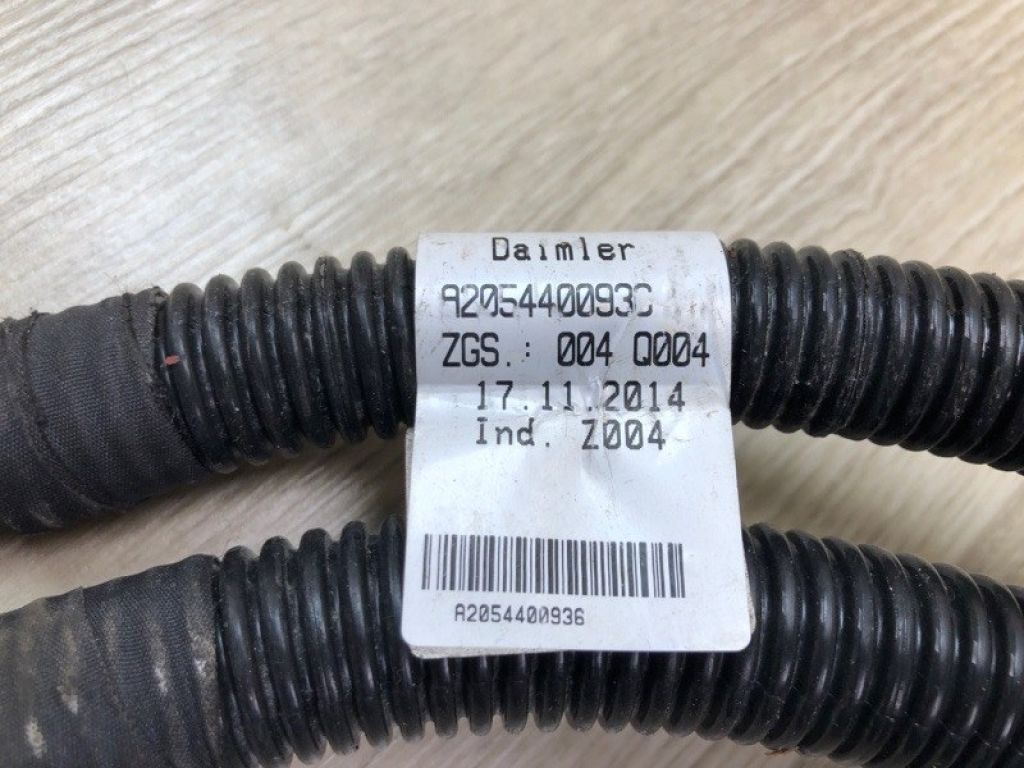 Daimler
A2054400936
ZGS.: 004 Q004
17.11.2014
Ind. Z004
A2054400936